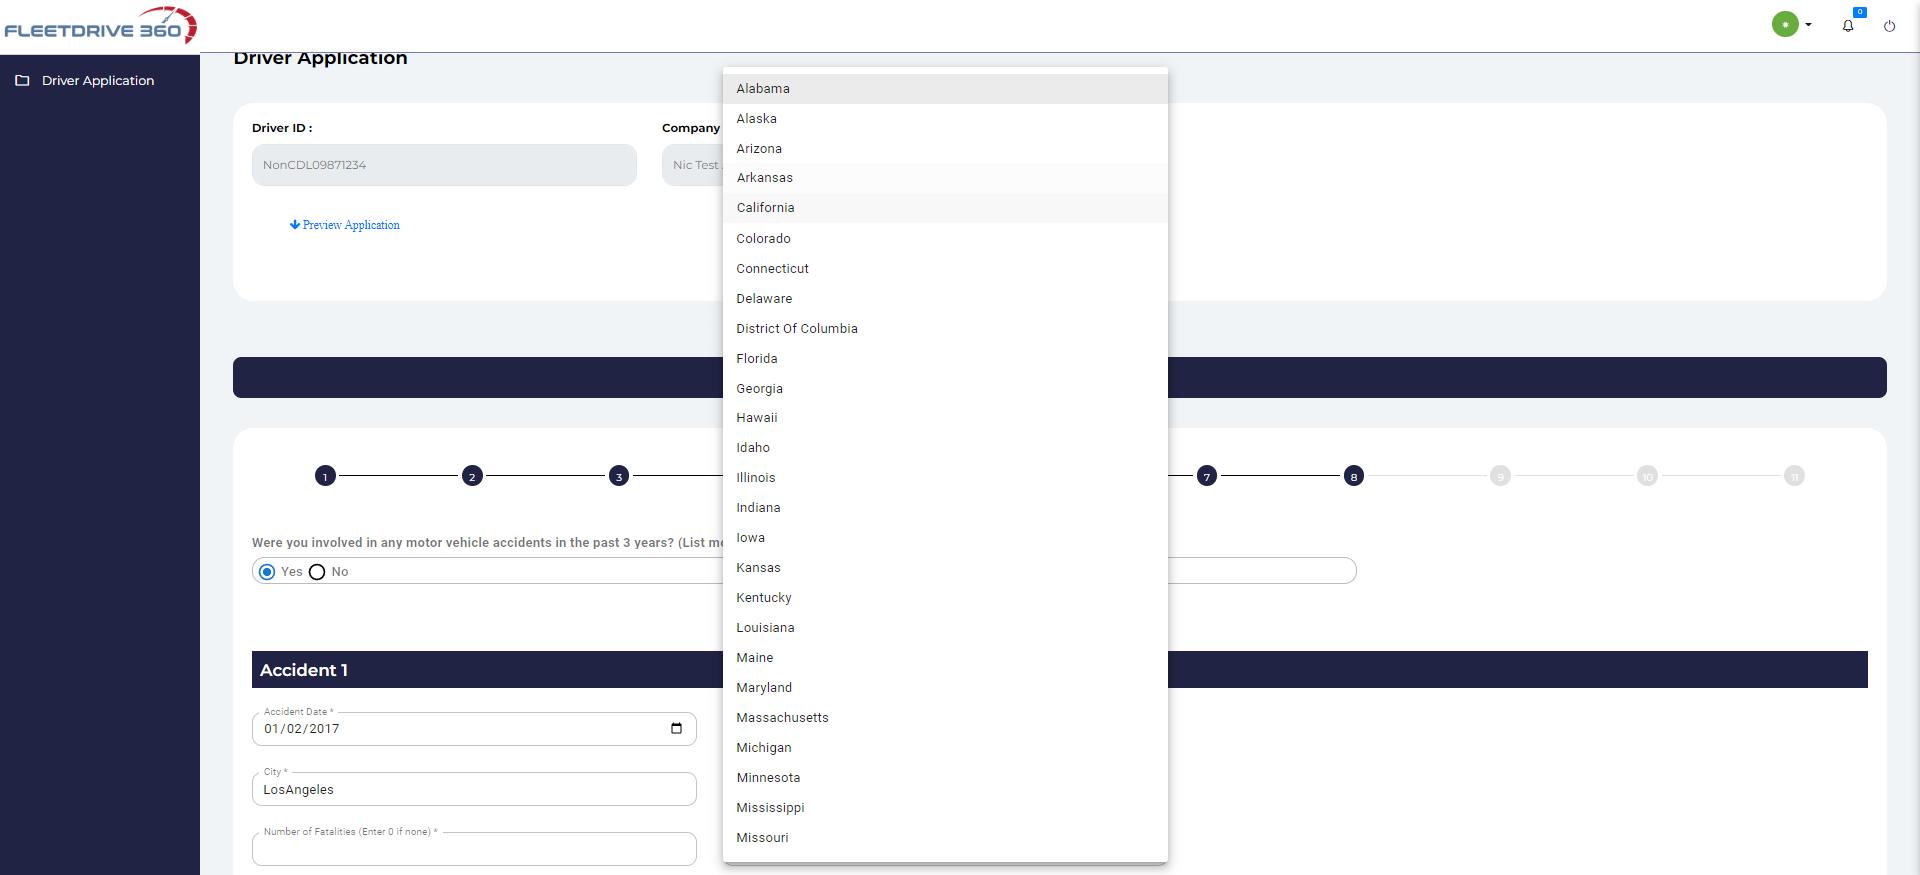 FLEETDRIVE 360
0
Driver Application
Driver Application
Driver ID :
Company
NonCDL09871234
Nic Test
Preview Application
1
2
3
7
8
9
10
11
Were you involved in any motor vehicle accidents in the past 3 years? (List
Yes
No
Accident 1
Accident Date *
01/02/2017
City *
LosAngeles
Number of Fatalities (Enter 0 if none) *
Alabama
Alaska
Arizona
Arkansas
California
Colorado
Connecticut
Delaware
District Of Columbia
Florida
Georgia
Hawaii
Idaho
Illinois
Indiana
Iowa
Kansas
Kentucky
Louisiana
Maine
Maryland
Massachusetts
Michigan
Minnesota
Mississippi
Missouri